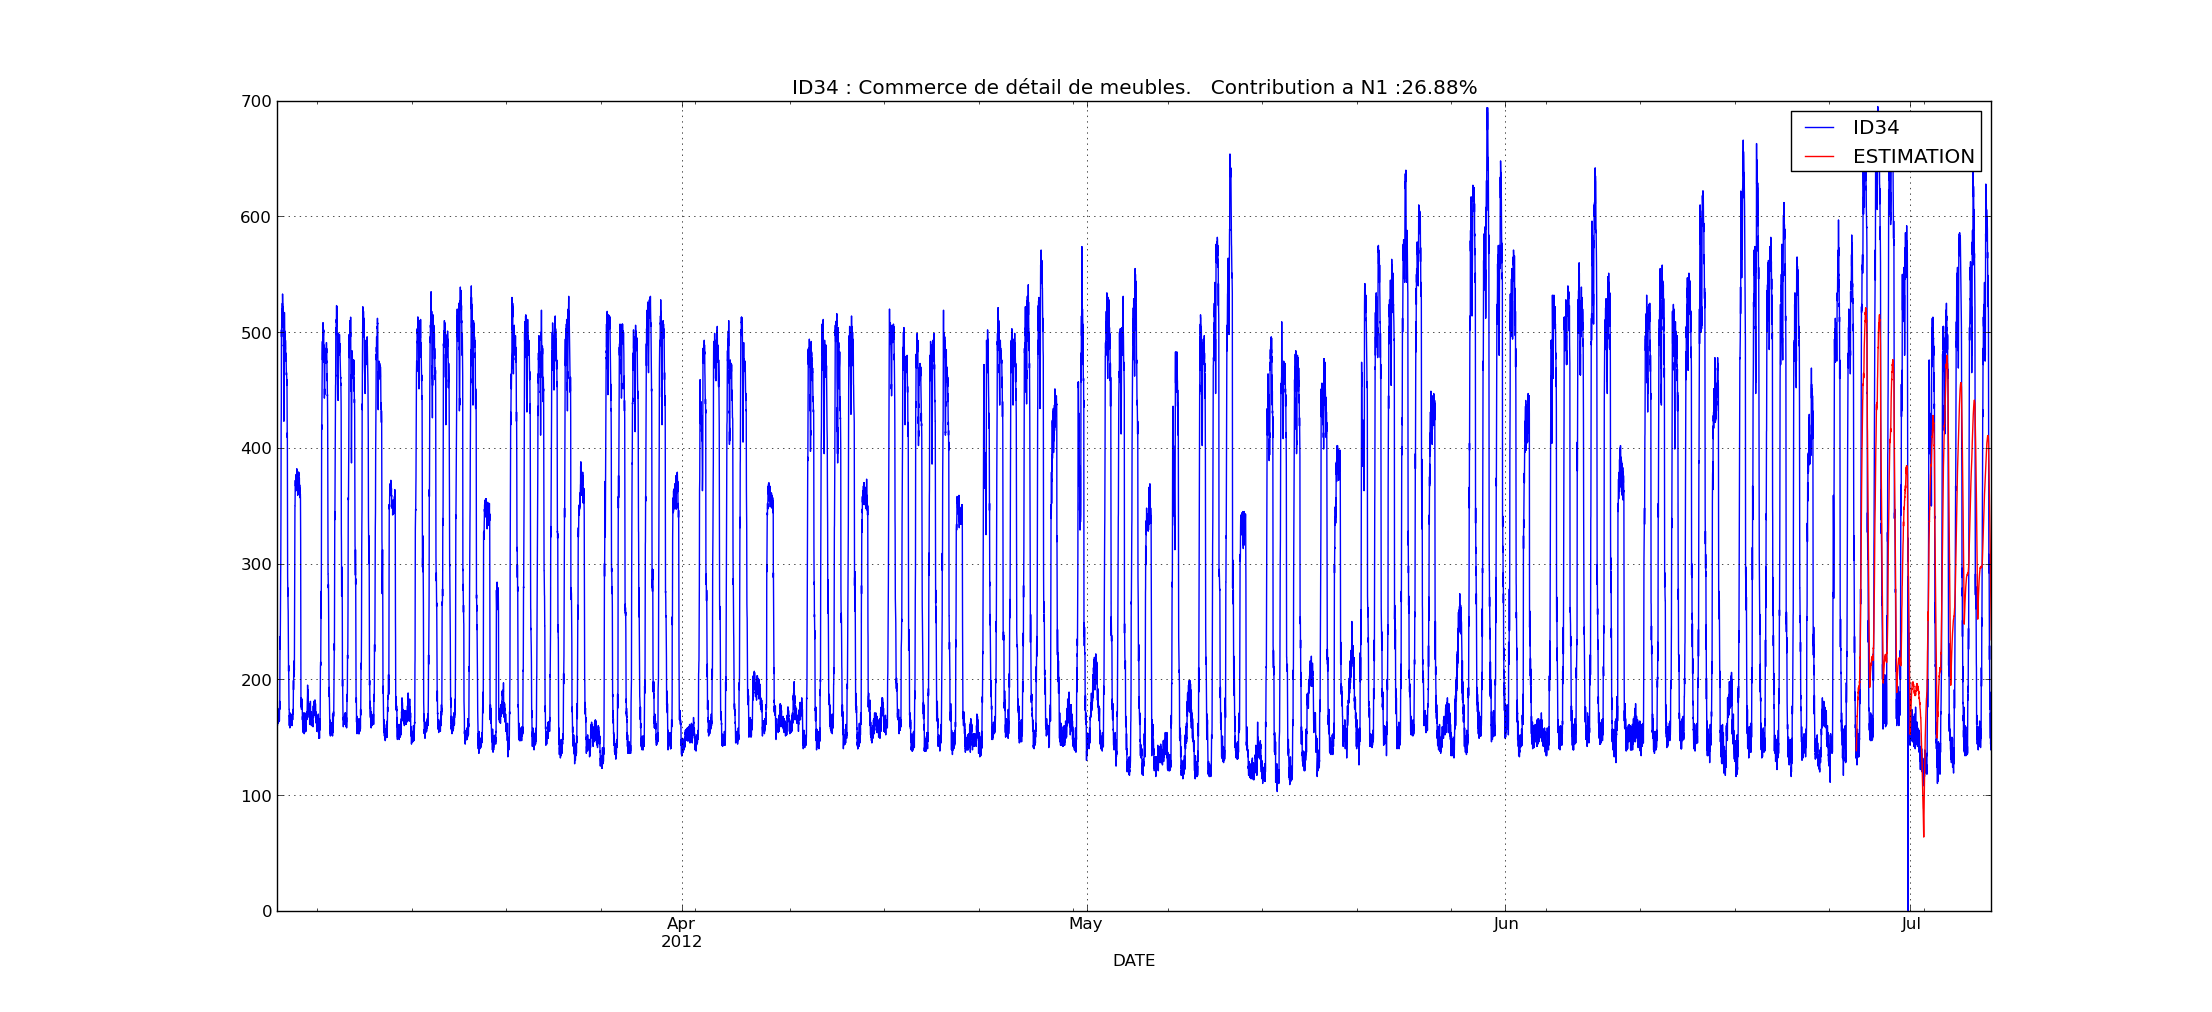 ID34 : Commerce de détail de meubles.   Contribution a N1 :26.88%
700
600
500
400
300
200
100
0
ID34
ESTIMATION
Apr
2012
May
Jun
Jul
DATE